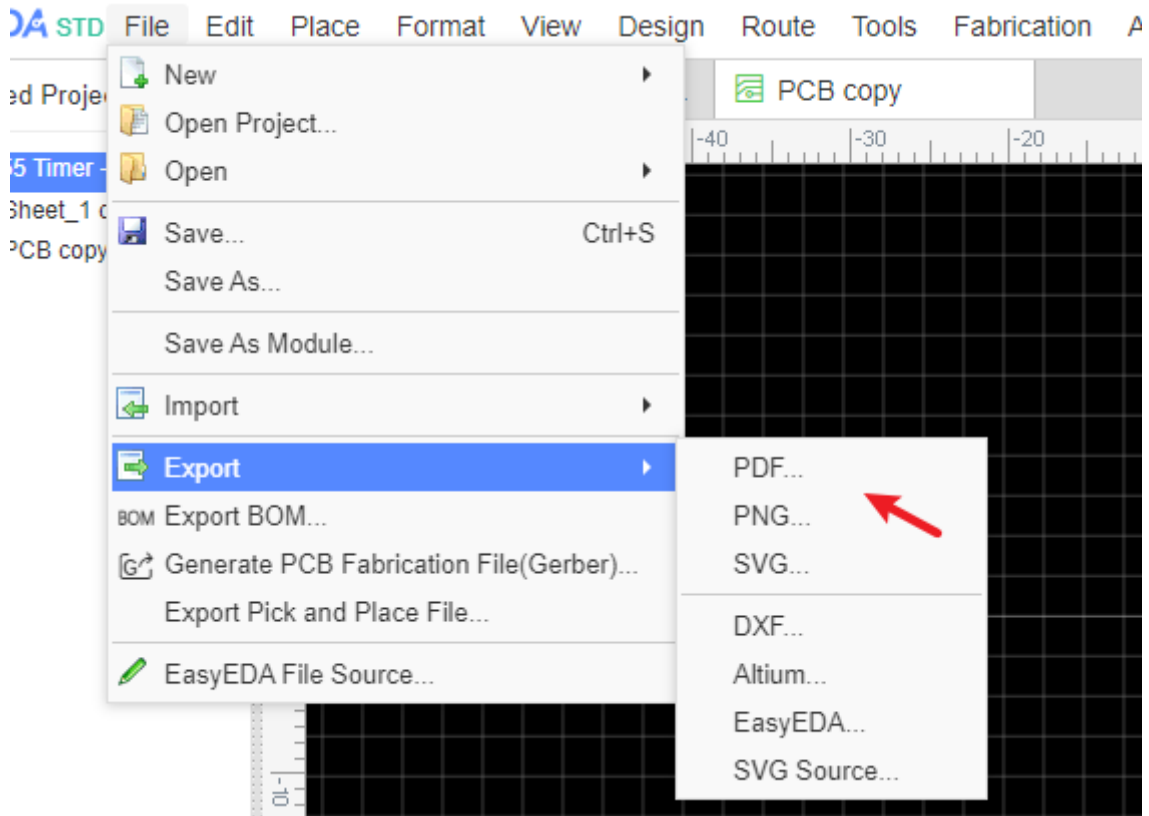 STD File Edit Place Format View Design Route Tools Fabrication
PCB copy
-40 -30 -20
5 Timer -
Sheet_1
PCB copy
New
Open Project...
Open
Save... Ctrl+S
Save As...
Save As Module...
Import
Export
BOM Export BOM...
G Generate PCB Fabrication File(Gerber)...
Export Pick and Place File...
EasyEDA File Source...
PDF...
PNG...
SVG...
DXF...
Altium...
EasyEDA...
SVG Source...
-10